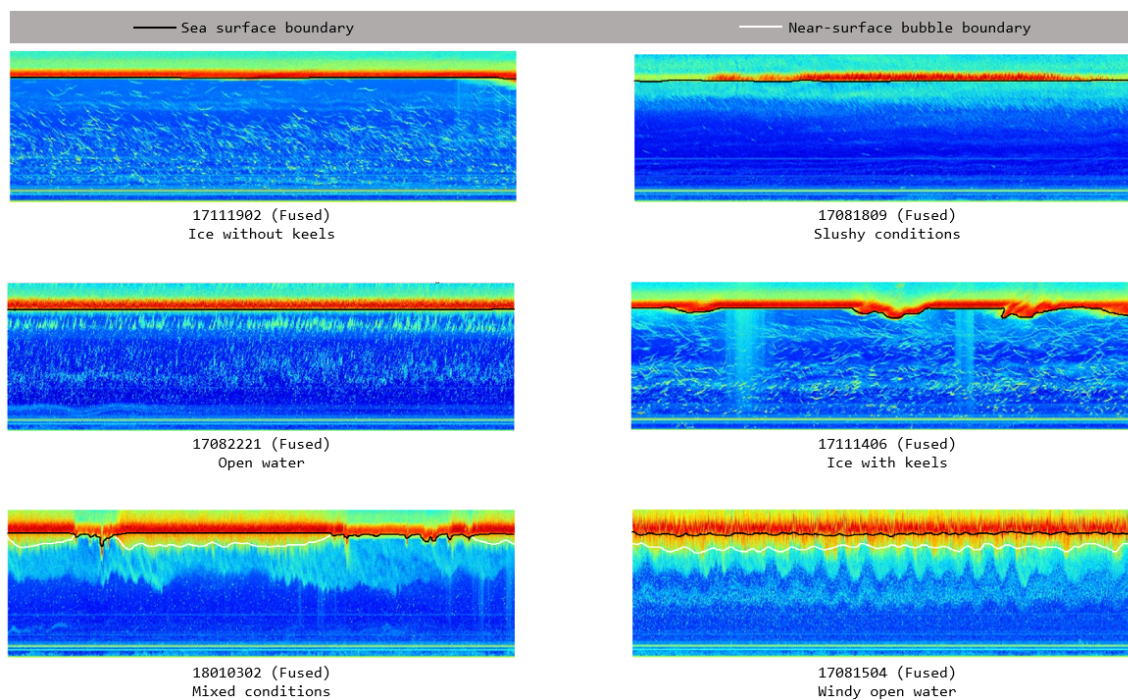 Sea surface boundary
Near-surface bubble boundary
17111902 (Fused)
Ice without keels
17081809 (Fused)
Slushy conditions
17082221 (Fused)
Open water
17111406 (Fused)
Ice with keels
18010302 (Fused)
Mixed conditions
17081504 (Fused)
Windy open water